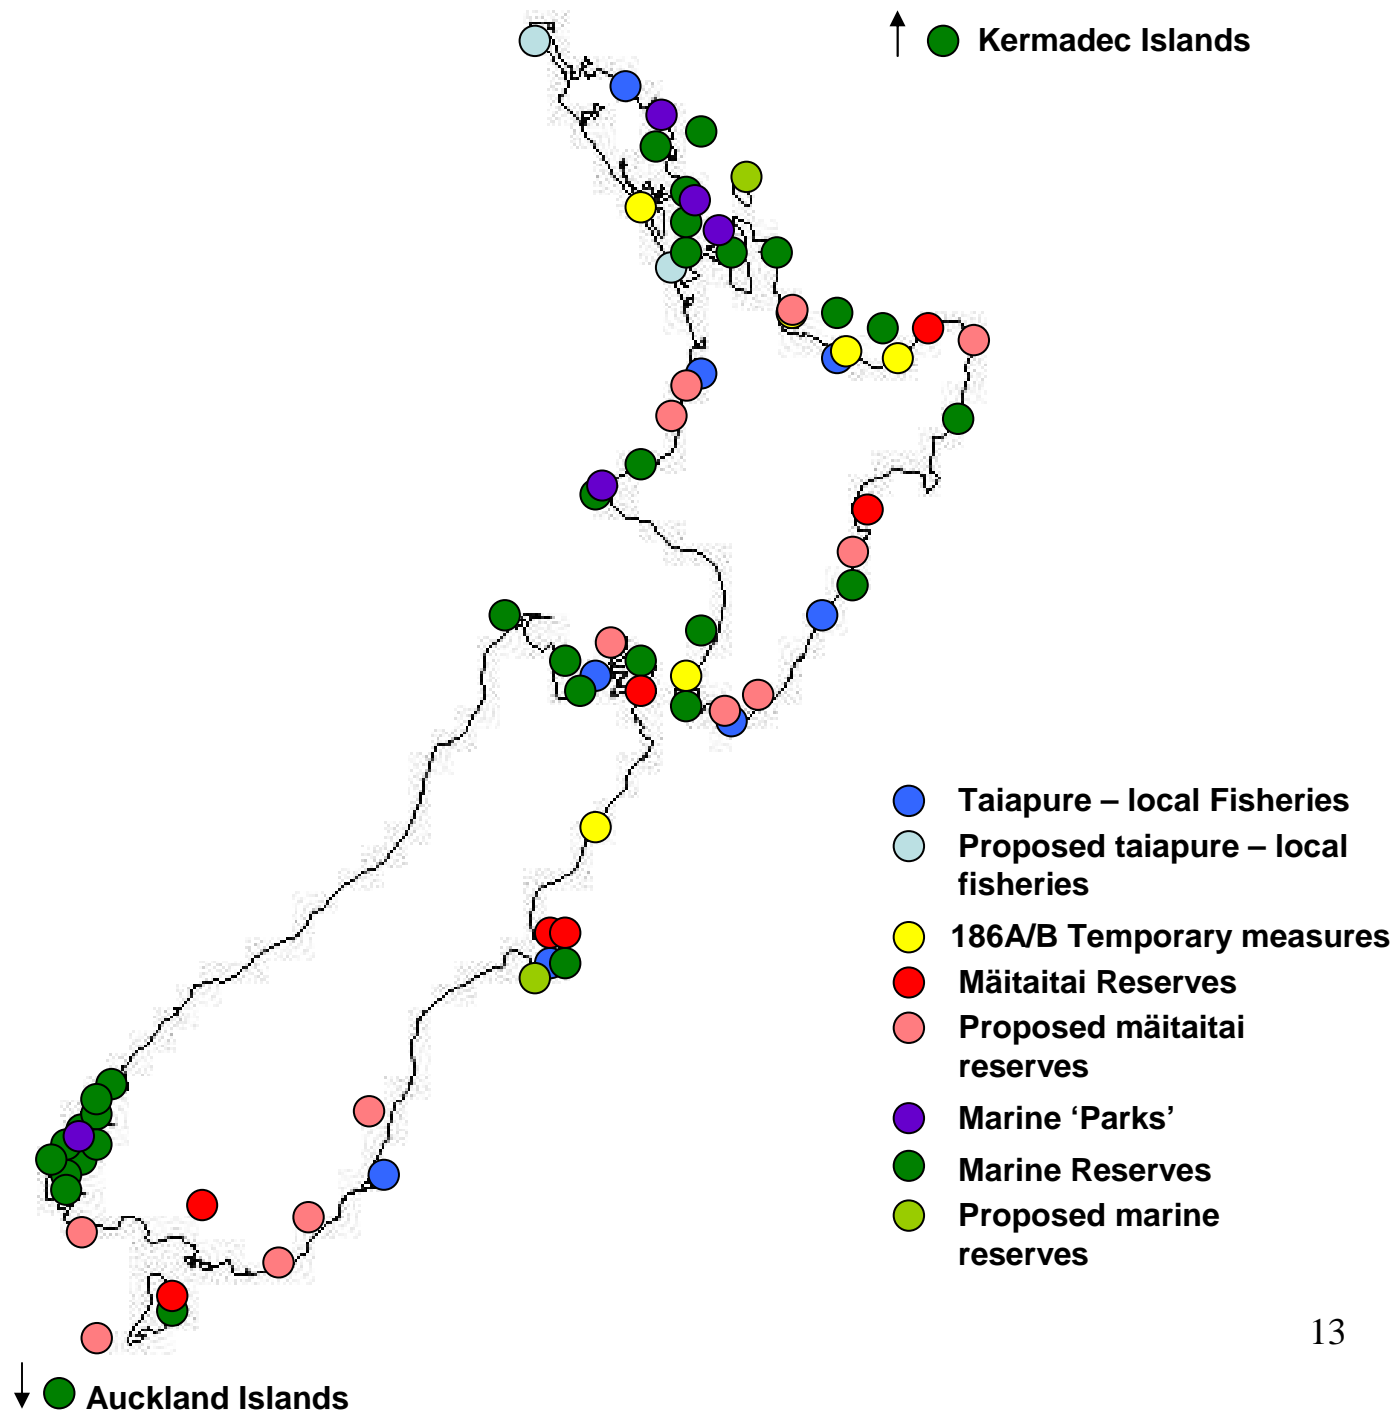 Kermadec Islands
Taiapure – local Fisheries
Proposed taiapure – local
fisheries
186A/B Temporary measures
Mäitaitai Reserves
Proposed mäitaitai
reserves
Marine ‘Parks’
Marine Reserves
Proposed marine
reserves
13
Auckland Islands